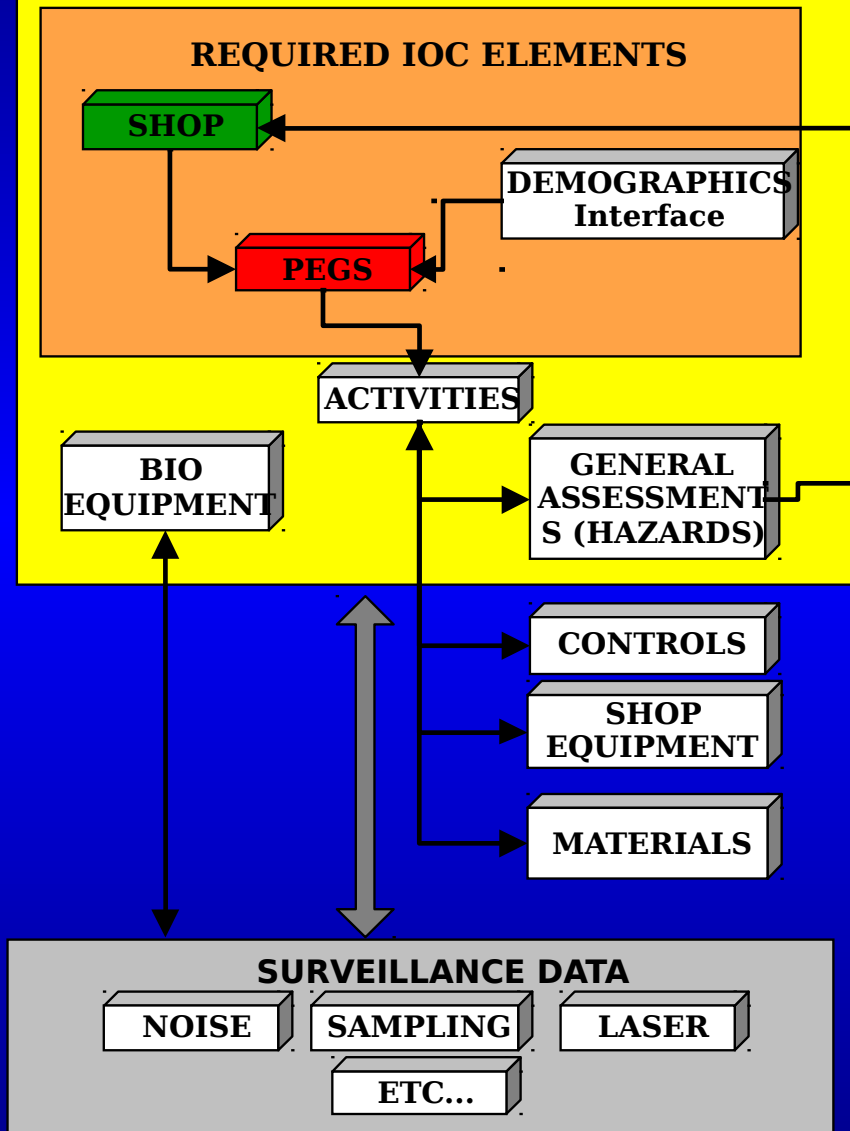 REQUIRED IOC ELEMENTS
SHOP
DEMOGRAPHICS
Interface
PEGS
ACTIVITIES
BIO
EQUIPMENT
GENERAL
ASSESSMENT
S (HAZARDS)
CONTROLS
SHOP
EQUIPMENT
MATERIALS
SURVEILLANCE DATA
NOISE
SAMPLING
LASER
ETC...